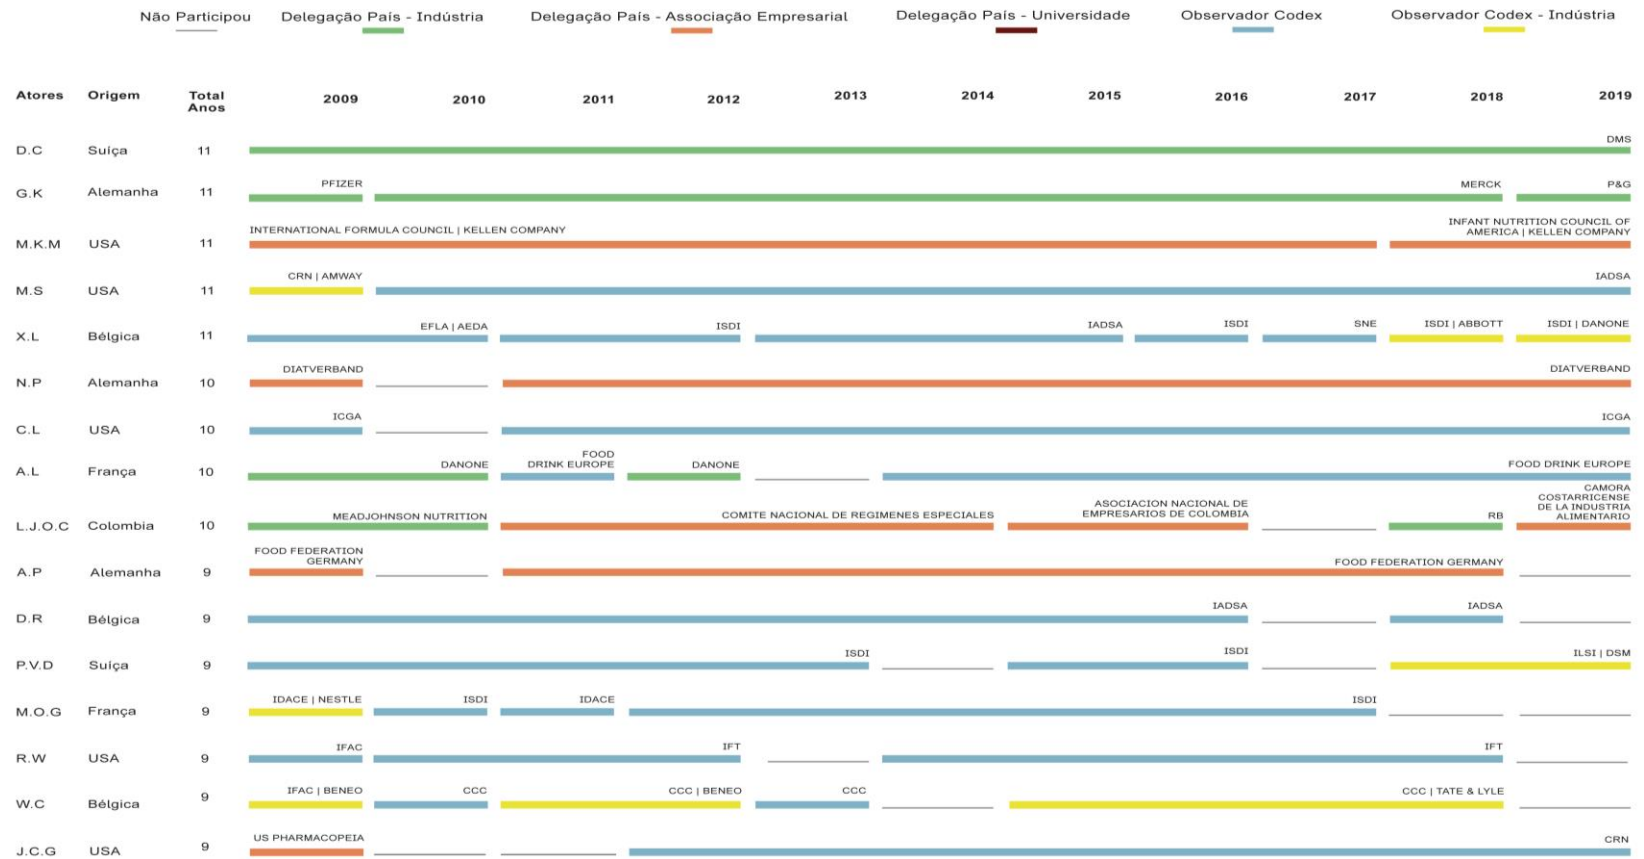 Não Participou Delegação País - Indústria Delegação País - Associação Empresarial Delegação País - Universidade Observador Codex Observador Codex - Indústria
Atores Origem Total Anos 2009 2010 2011 2012 2013 2014 2015 2016 2017 2018 2019
DMS
D.C Suíça 11
PFIZER MERCK P&G
G.K Alemanha 11
INTERNATIONAL FORMULA COUNCIL | KELLEN COMPANY INFANT NUTRITION COUNCIL OF AMERICA | KELLEN COMPANY
M.K.M USA 11
CRN | AMWAY IADSA
M.S USA 11
EFLA | AEDA ISDI IADSA ISDI SNE ISDI | ABBOTT ISDI | DANONE
X.L Bélgica 11
DIATVERBAND DIATVERBAND
N.P Alemanha 10
ICGA ICGA
C.L USA 10
DANONE FOOD DRINK EUROPE DANONE FOOD DRINK EUROPE
A.L França 10
MEADJOHNSON NUTRITION COMITE NACIONAL DE REGIMENES ESPECIALES ASOCIACION NACIONAL DE EMPRESARIOS DE COLOMBIA RB CAMORA COSTARRICENSE DE LA INDUSTRIA ALIMENTARIO
L.J.O.C Colombia 10
FOOD FEDERATION GERMANY FOOD FEDERATION GERMANY
A.P Alemanha 9
IADSA IADSA
D.R Bélgica 9
ISDI ISDI ILSI | DSM
P.V.D Suíça 9
IDACE | NESTLE ISDI IDACE ISDI
M.O.G França 9
IFAC IFT IFT
R.W USA 9
IFAC | BENEO CCC CCC | BENEO CCC CCC | TATE & LYLE
W.C Bélgica 9
US PHARMACOPEIA CRN
J.C.G USA 9